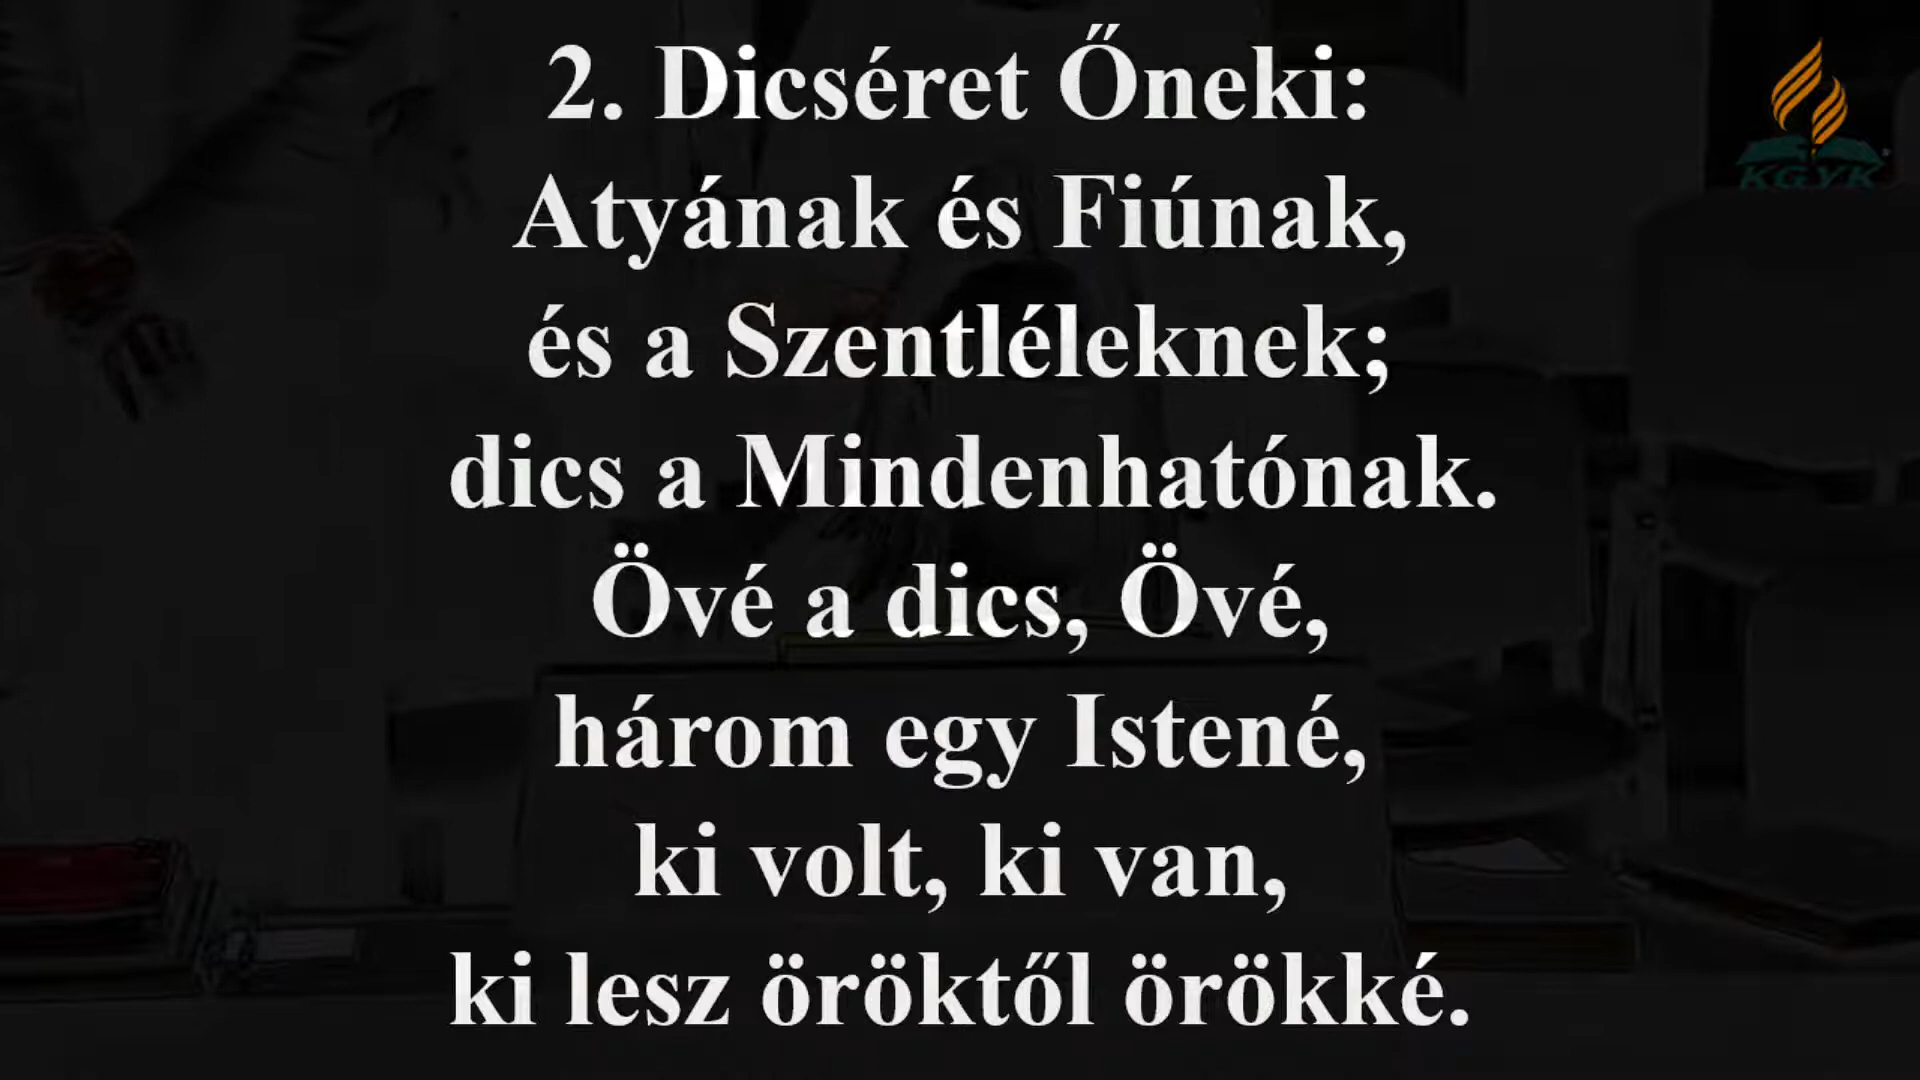 2. Dicséret Őneki:
Atyának és Fiúnak,
és a Szentléleknek;
dics a Mindenhatónak.
Övé a dics, Övé,
három egy Istené,
ki volt, ki van,
ki lesz öröktől örökké.
KGYK